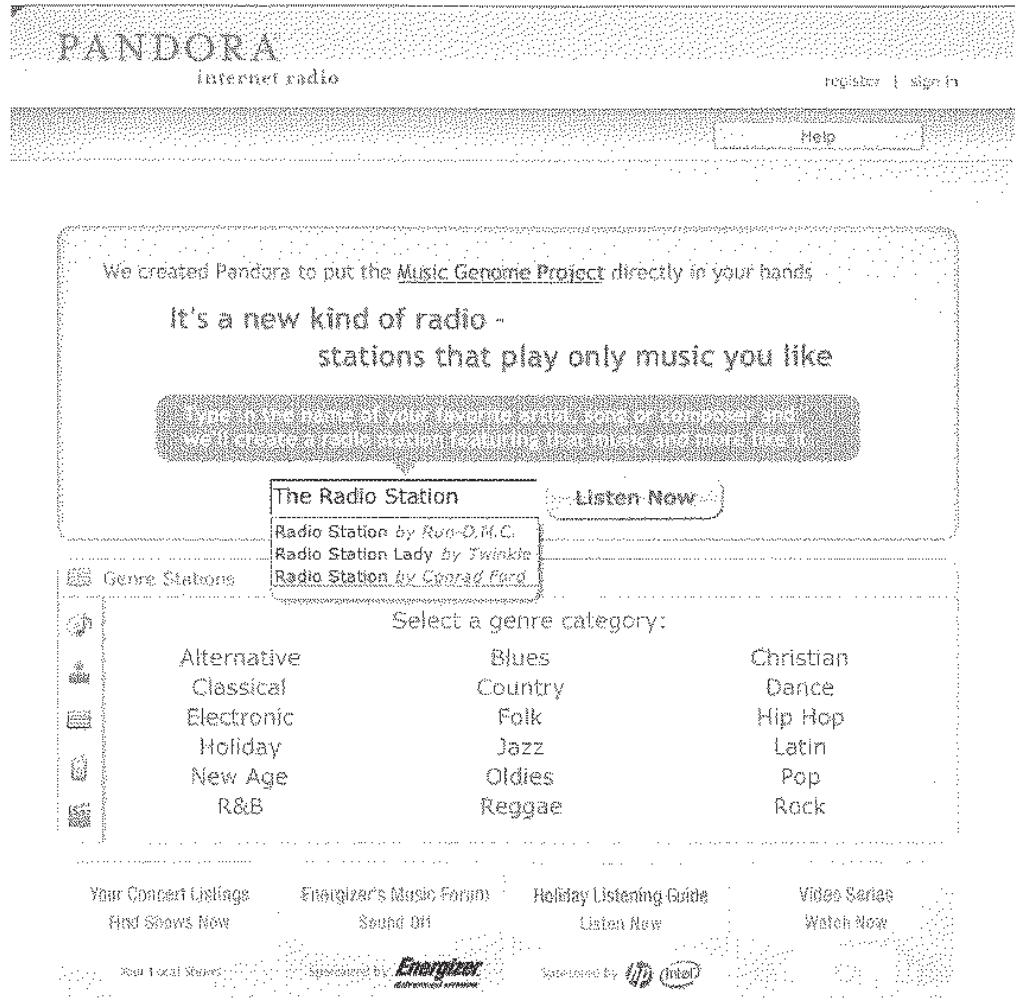 PANDORA
internet radio
register | sign in
Help
We created Pandora to put the Music Genome Project directly in your hands
It's a new kind of radio -
stations that play only music you like
Type in the name of your favorite artist, song or composer and
we'll create a radio station featuring that music and more like it
The Radio Station
Listen Now
Radio Station by Run-D.M.C.
Radio Station Lady by Twinkle
Radio Station by Conrad Ford
Genre Stations
Select a genre category:
Alternative Blues Christian
Classical Country Dance
Electronic Folk Hip Hop
Holiday Jazz Latin
New Age Oldies Pop
R&B Reggae Rock
Your Concert Listings Energizer's Music Forum Holiday Listening Guide Video Series
Find Shows Now Sound Off Listen Now Watch Now
Your Local Shows Sponsored by Energizer Sponsored by hp intel